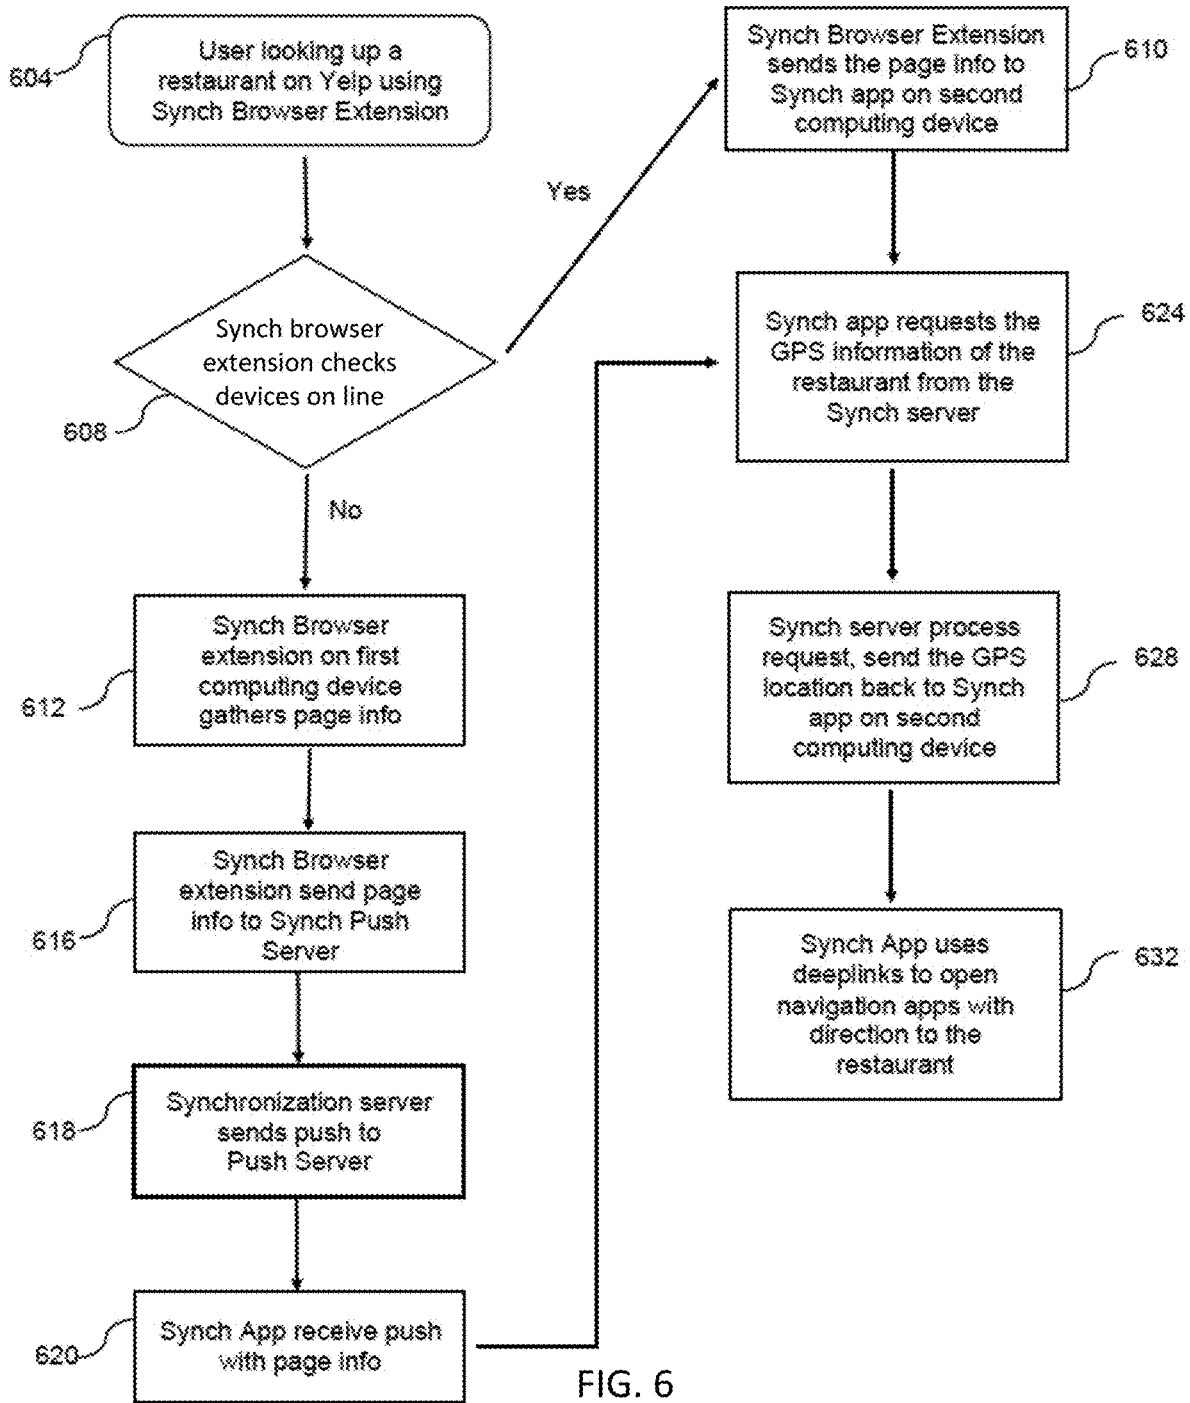 604
User looking up a
restaurant on Yelp using
Synch Browser Extension
Synch browser
extension checks
devices on line
608
Yes
No
612
Synch Browser
extension on first
computing device
gathers page info
616
Synch Browser
extension send page
info to Synch Push
Server
618
Synchronization server
sends push to
Push Server
620
Synch App receive push
with page info
Synch Browser Extension
sends the page info to
Synch app on second
computing device
610
Synch app requests the
GPS information of the
restaurant from the
Synch server
624
Synch server process
request, send the GPS
location back to Synch
app on second
computing device
628
Synch App uses
deeplinks to open
navigation apps with
direction to the
restaurant
632
FIG. 6